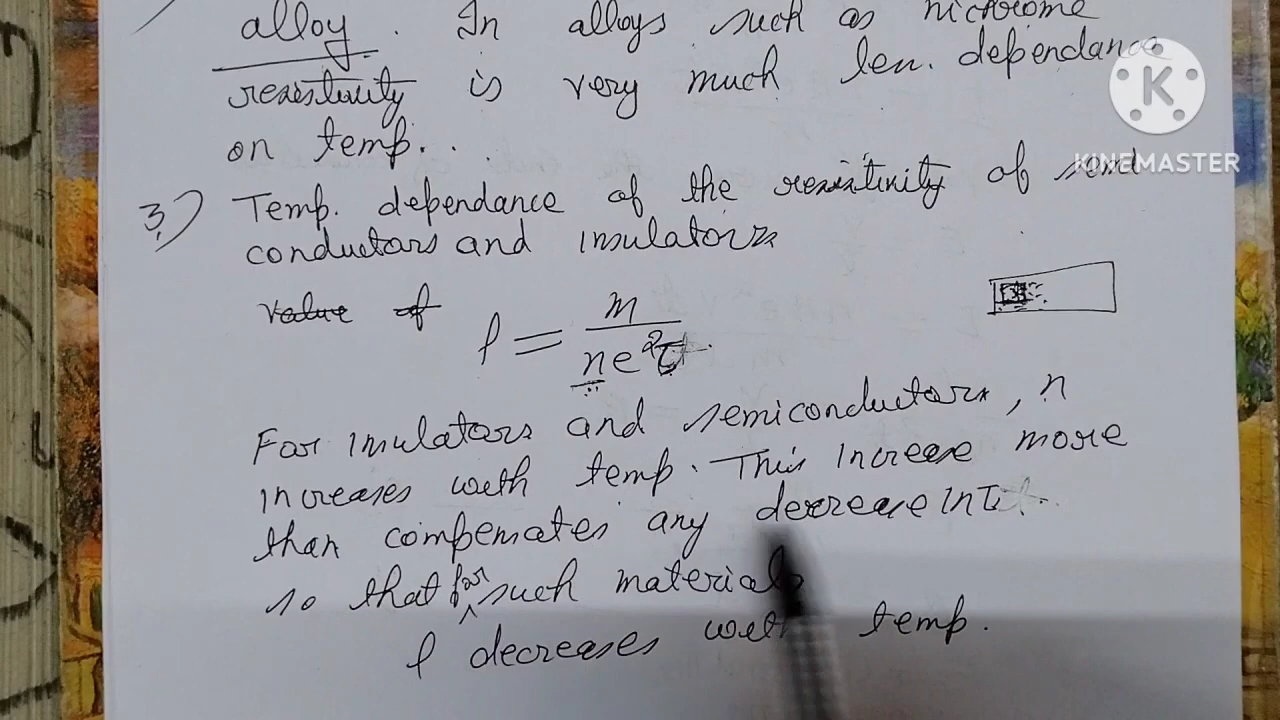 alloy. In alloys such as nichrome
resistivity is very much less. dependance
on temp...
3) Temp. dependance of the resistivity of semi
conductors and insulators
Value of
ρ = m / ne²τ
For insulators and semiconductors, n
increases with temp. This increase more
than compensates any decrease in τ.
so that for such materials
ρ decreases with temp.
K
KINEMASTER